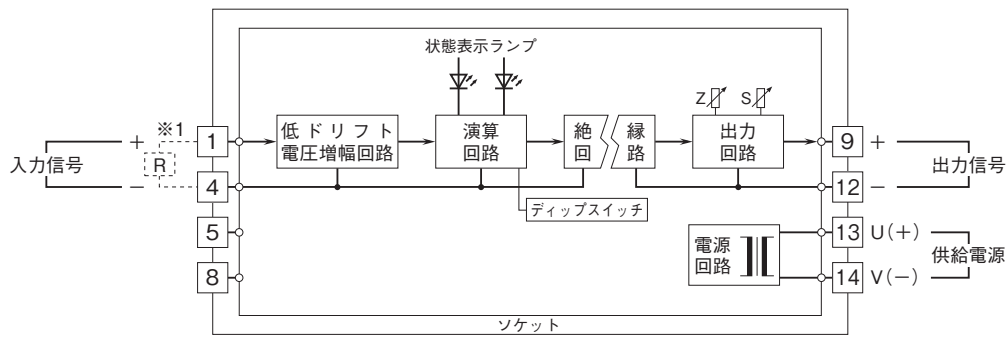 状態表示ランプ
Z
S
※1
1
低ドリフト
電圧増幅回路
演算
回路
絶 縁
回 路
出力
回路
9
+
+
入力信号
R
出力信号
−
4
12
−
ディップスイッチ
5
13
U(+)
電源
回路
供給電源
8
14
V(−)
ソケット